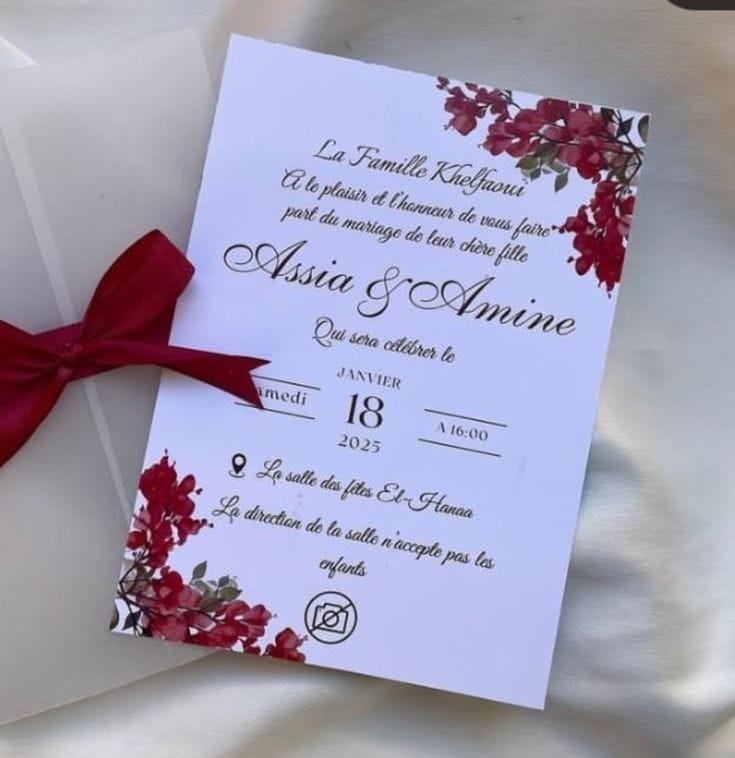 La Famille Khelfaoui
A le plaisir et l'honneur de vous faire
part du mariage de leur chère fille
Assia & Amine
Qui sera célébrer le
JANVIER
amedi 18 A 16:00
2025
La salle des fêtes El-Hanaa
La direction de la salle n'accepte pas les
enfants